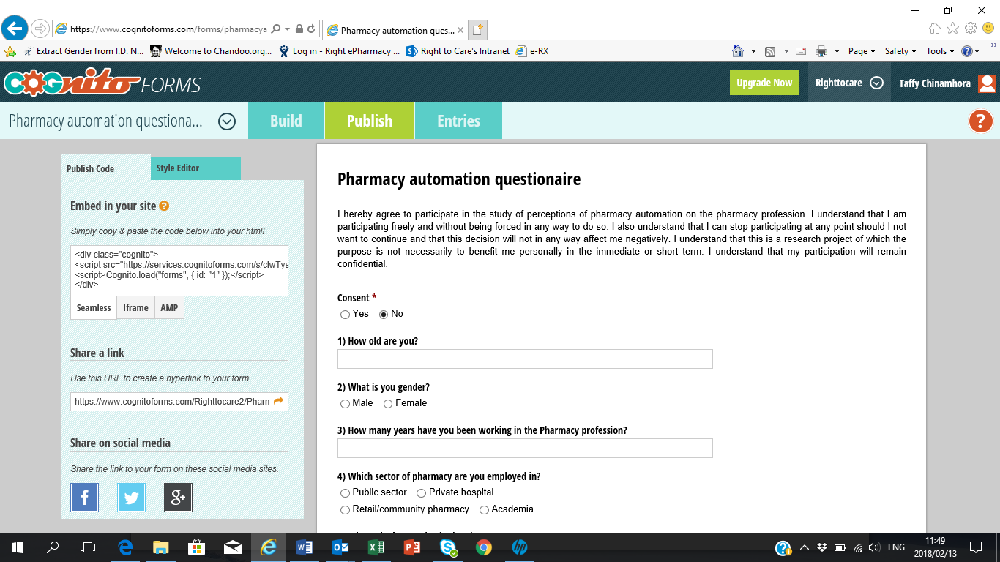 https://www.cognitoforms.com/forms/pharmacya
Pharmacy automation ques...
Extract Gender from I.D. N...
Welcome to Chandoo.org...
Log in - Right ePharmacy ...
Right to Care's Intranet
e-RX
Page
Safety
Tools
COGnito FORMS
Upgrade Now
Righttocare
Taffy Chinamhora
Pharmacy automation questiona...
Build
Publish
Entries
?
Publish Code
Style Editor
Embed in your site ?
Simply copy & paste the code below into your html!
<div class="cognito">
<script src="https://services.cognitoforms.com/s/clwTys
<script>Cognito.load("forms", { id: "1" });</script>
</div>
Seamless
Iframe
AMP
Share a link
Use this URL to create a hyperlink to your form.
https://www.cognitoforms.com/Righttocare2/Pharn
Share on social media
Share the link to your form on these social media sites.
f
g+
Pharmacy automation questionaire
I hereby agree to participate in the study of perceptions of pharmacy automation on the pharmacy profession. I understand that I am
participating freely and without being forced in any way to do so. I also understand that I can stop participating at any point should I not
want to continue and that this decision will not in any way affect me negatively. I understand that this is a research project of which the
purpose is not necessarily to benefit me personally in the immediate or short term. I understand that my participation will remain
confidential.
Consent *
Yes No
1) How old are you?
2) What is you gender?
Male Female
3) How many years have you been working in the Pharmacy profession?
4) Which sector of pharmacy are you employed in?
Public sector Private hospital
Retail/community pharmacy Academia
ENG
11:49
2018/02/13